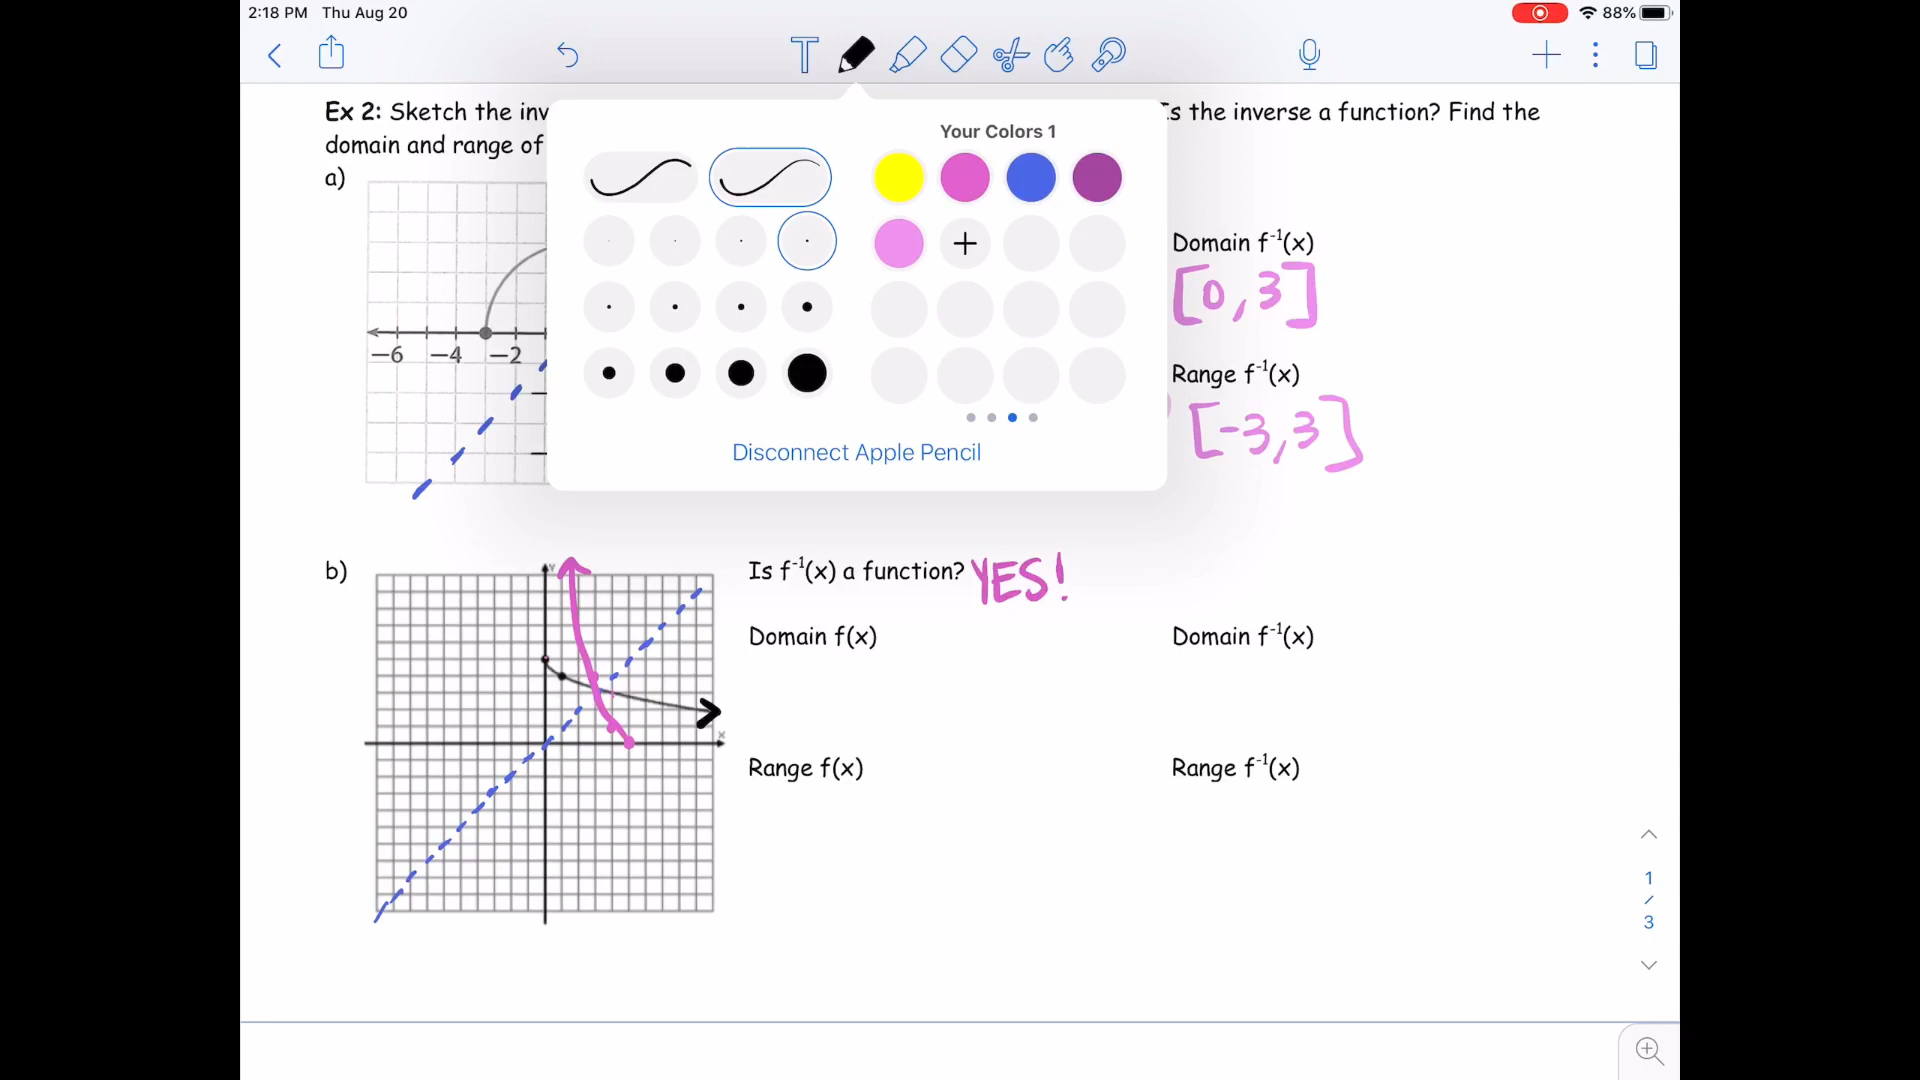 2:18 PM Thu Aug 20
88%
T
Ex 2: Sketch the inv
Is the inverse a function? Find the
domain and range of
a)
Your Colors 1
Disconnect Apple Pencil
-6 -4 -2
Domain f⁻¹(x)
[0, 3]
Range f⁻¹(x)
[-3, 3]
b)
Y
X
Is f⁻¹(x) a function? YES!
Domain f(x)
Domain f⁻¹(x)
Range f(x)
Range f⁻¹(x)
1
/
3